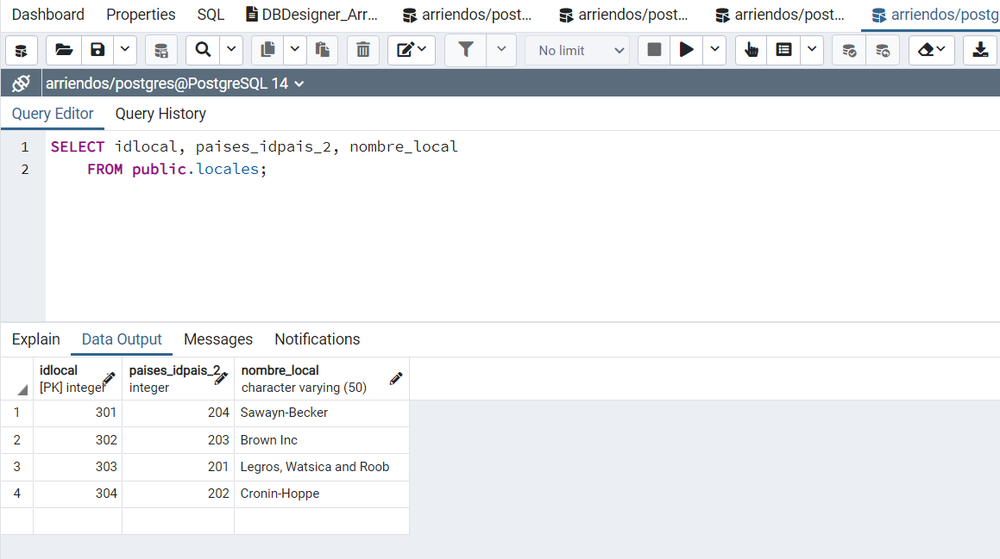 Dashboard Properties SQL DBDesigner_Arr... arriendos/post... arriendos/post... arriendos/post... arriendos/postg
No limit
arriendos/postgres@PostgreSQL 14
Query Editor Query History
1 SELECT idlocal, paises_idpais_2, nombre_local
2 FROM public.locales;
Explain Data Output Messages Notifications
idlocal paises_idpais_2 nombre_local
[PK] integer integer character varying (50)
1 301 204 Sawayn-Becker
2 302 203 Brown Inc
3 303 201 Legros, Watsica and Roob
4 304 202 Cronin-Hoppe